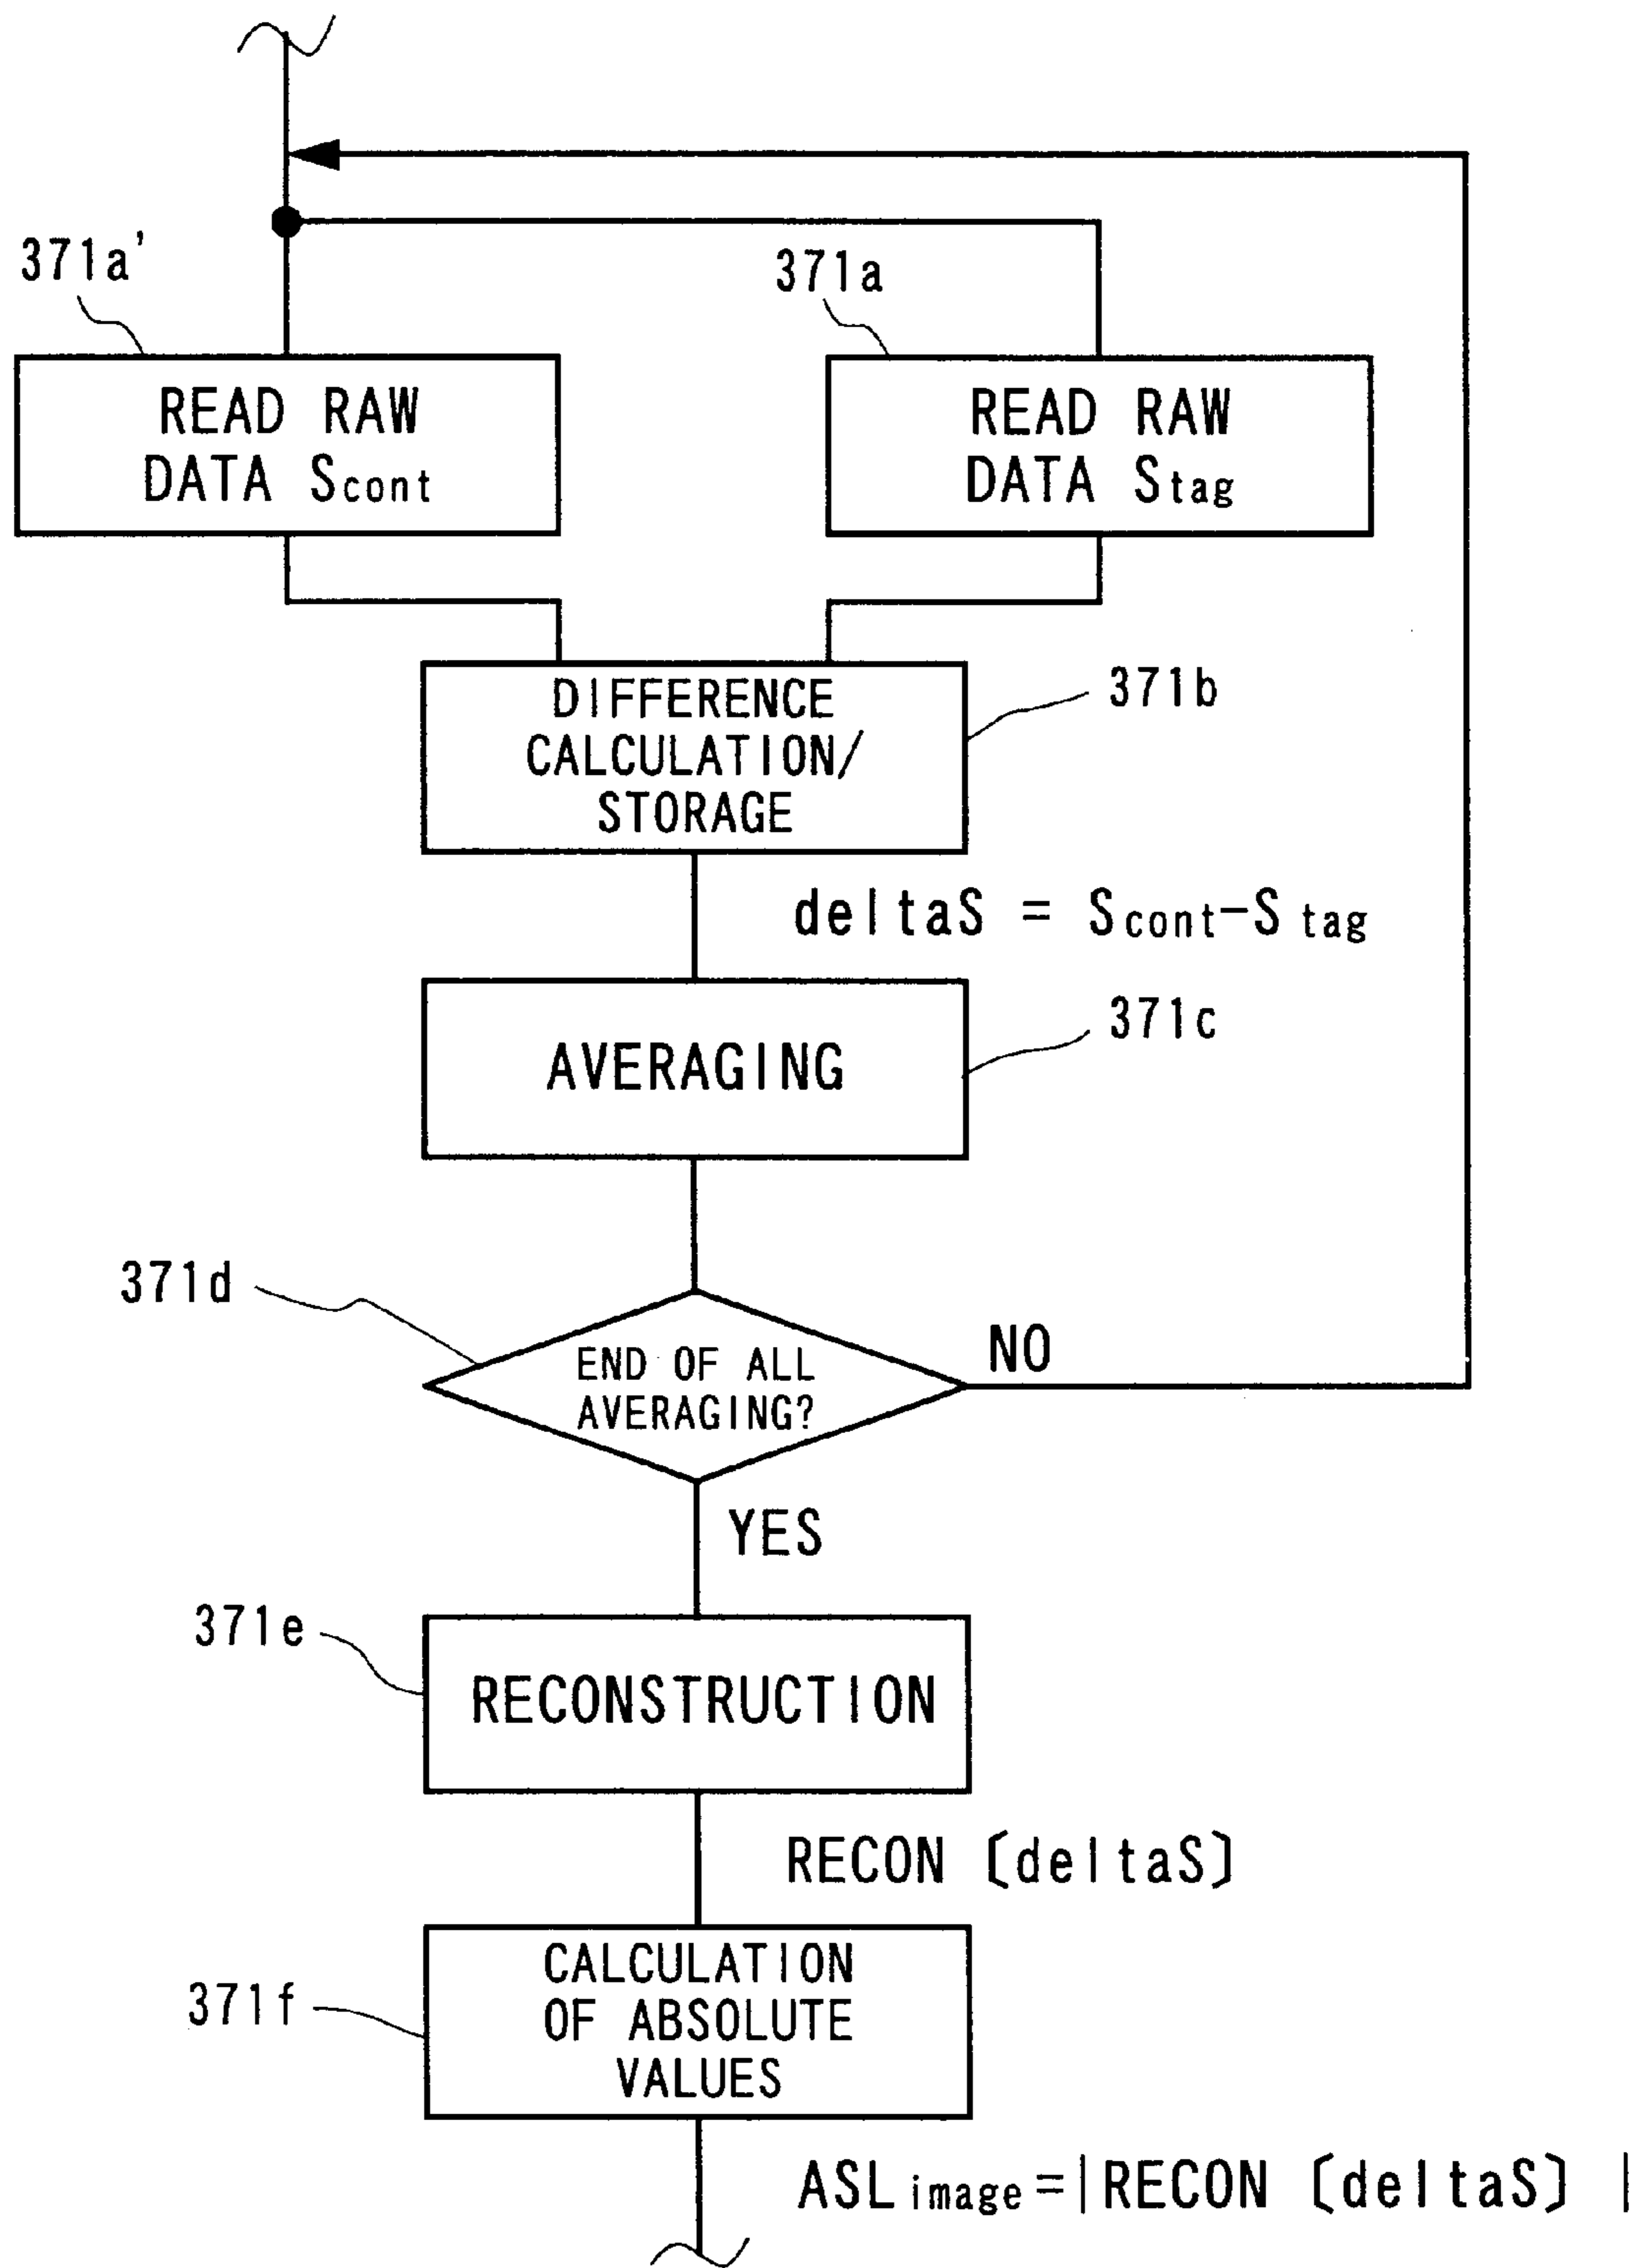 371a'
371a
READ RAW
DATA Scont
READ RAW
DATA Stag
DIFFERENCE
CALCULATION/
STORAGE
371b
deltaS = Scont-S tag
AVERAGING
371c
371d
END OF ALL
AVERAGING?
NO
YES
371e
RECONSTRUCTION
RECON 〔deltaS〕
CALCULATION
OF ABSOLUTE
VALUES
371f
ASL image=|RECON 〔deltaS〕 |